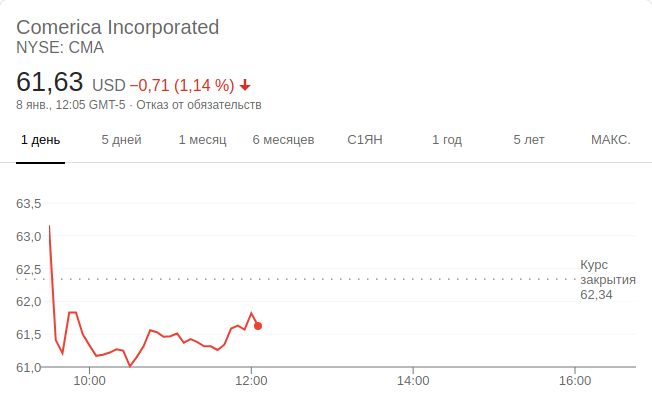 Comerica Incorporated
NYSE: CMA
61,63 USD −0,71 (1,14 %)
8 янв., 12:05 GMT-5 · Отказ от обязательств
1 день 5 дней 1 месяц 6 месяцев С1ЯН 1 год 5 лет МАКС.
63,5
63,0
62,5
62,0
61,5
61,0
Курс
закрытия
62,34
10:00 12:00 14:00 16:00